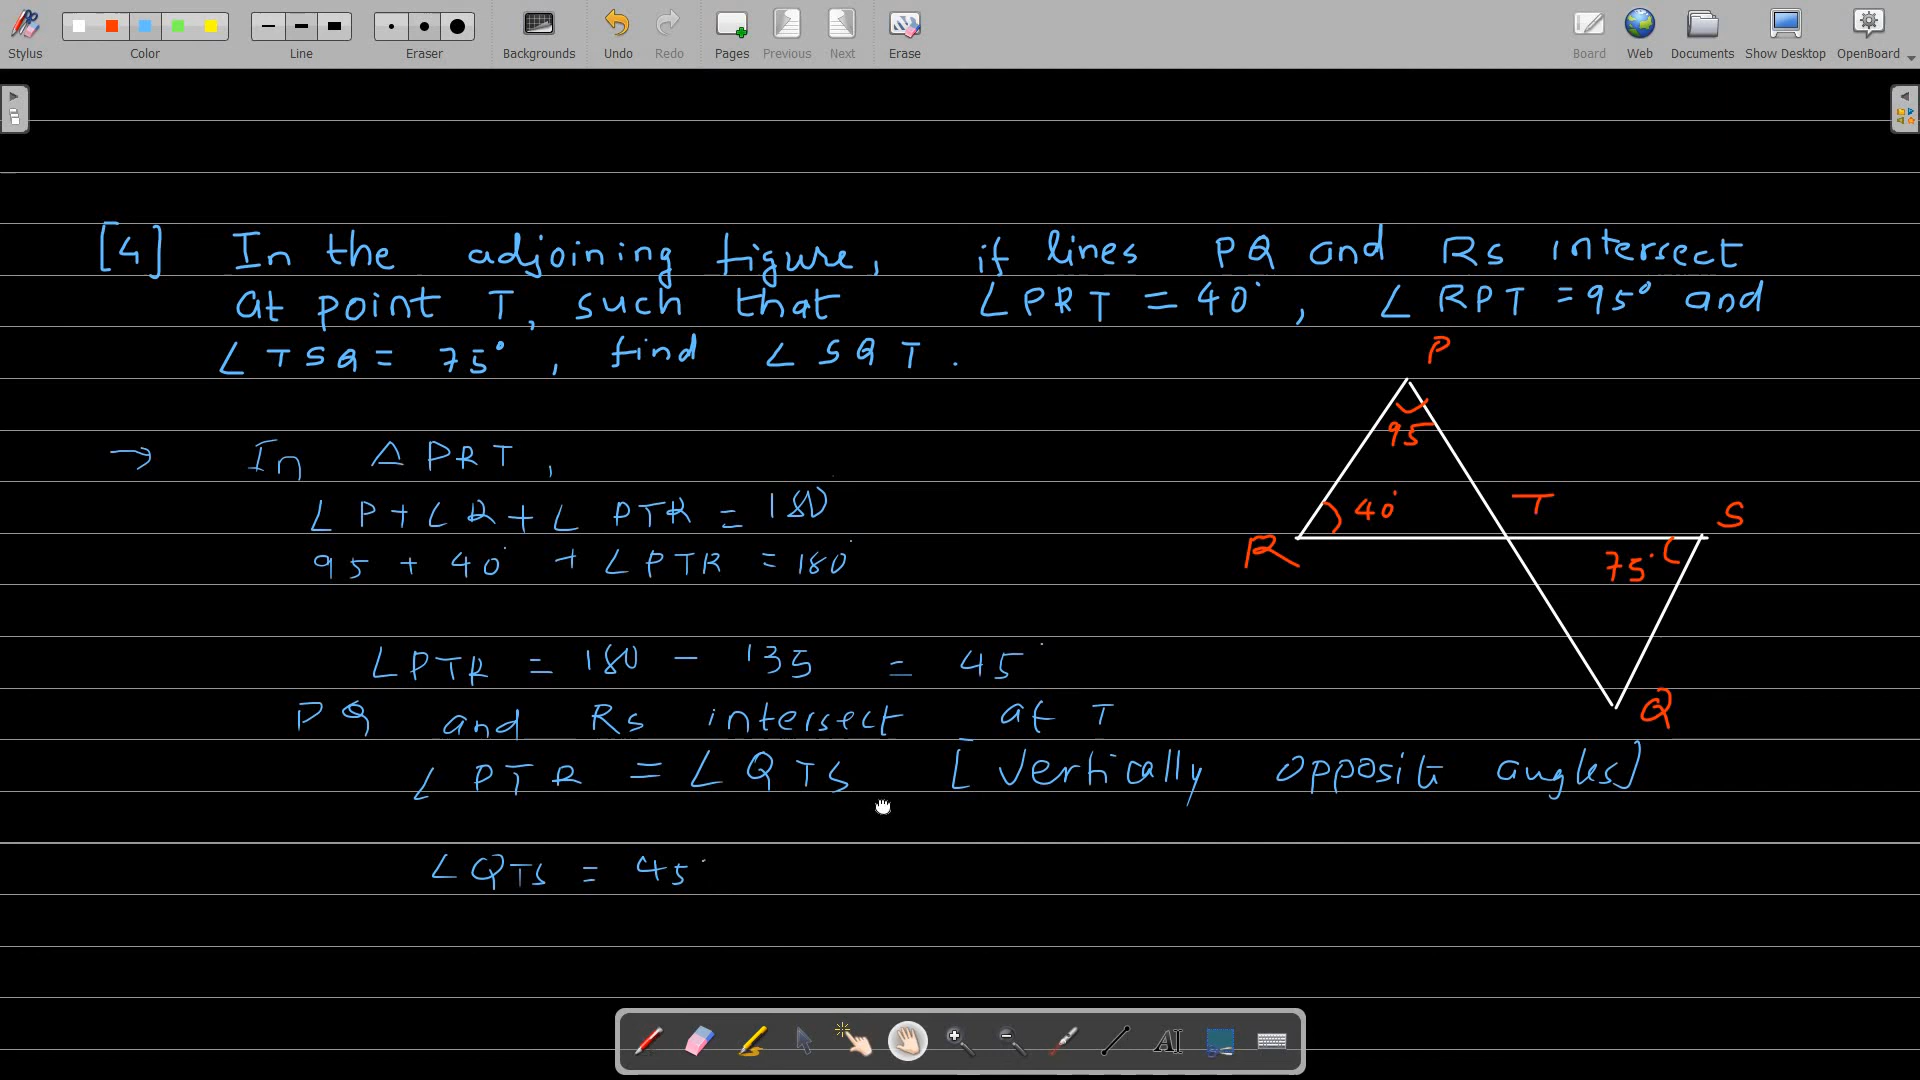 Stylus Color Line Eraser Backgrounds Undo Redo Pages Previous Next Erase Board Web Documents Show Desktop OpenBoard
[4] In the adjoining figure, if lines PQ and RS intersect
at point T, such that ∠PRT = 40°, ∠RPT = 95° and
∠TSQ = 75°, find ∠SQT.
P
95
→ In △PRT,
∠P + ∠R + ∠PTR = 180
40°
T
S
R
75°
95 + 40° + ∠PTR = 180°
∠PTR = 180 - 135 = 45°
Q
PQ and RS intersect at T
∠PTR = ∠QTS [Vertically opposite angles]
∠QTS = 45°
AI